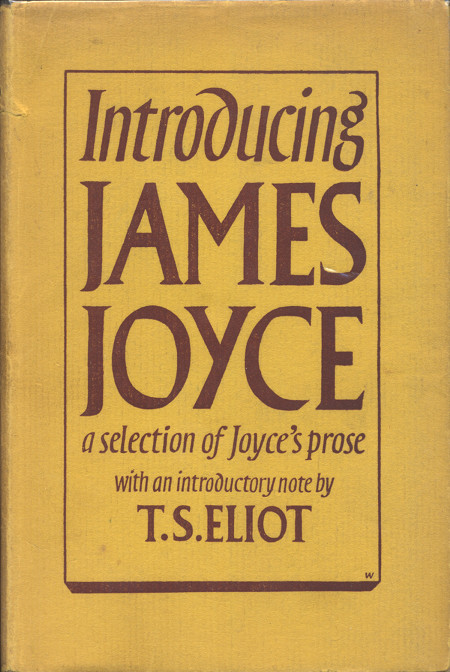 Introducing
JAMES
JOYCE
a selection of Joyce's prose
with an introductory note by
T.S.ELIOT
w